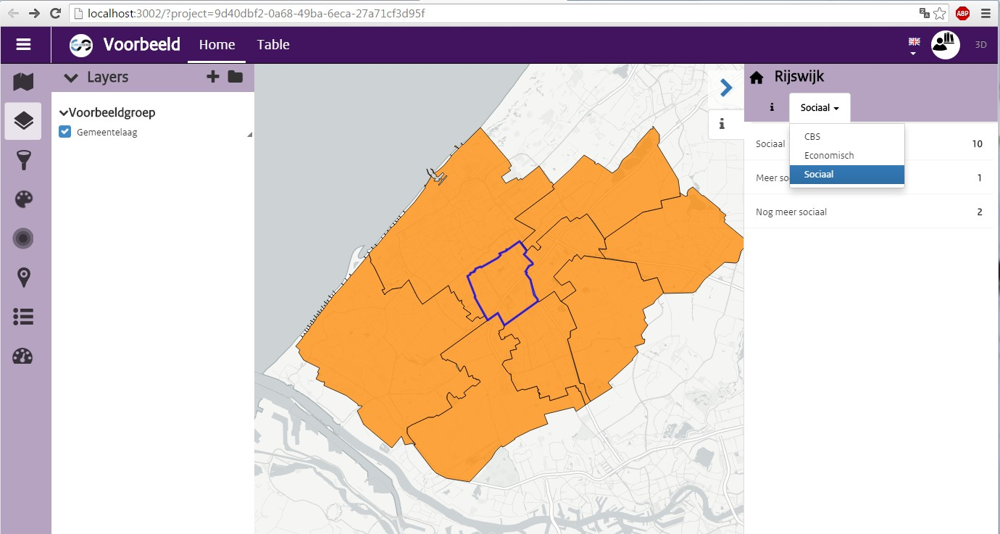 localhost:3002/?project=9d40dbf2-0a68-49ba-6eca-27a71cf3d95f
ABP
Voorbeeld Home Table
3D
Layers
Voorbeeldgroep
Gemeentelaag
Rijswijk
Sociaal
CBS
Economisch
Sociaal
Sociaal 10
Meer so 1
Nog meer sociaal 2